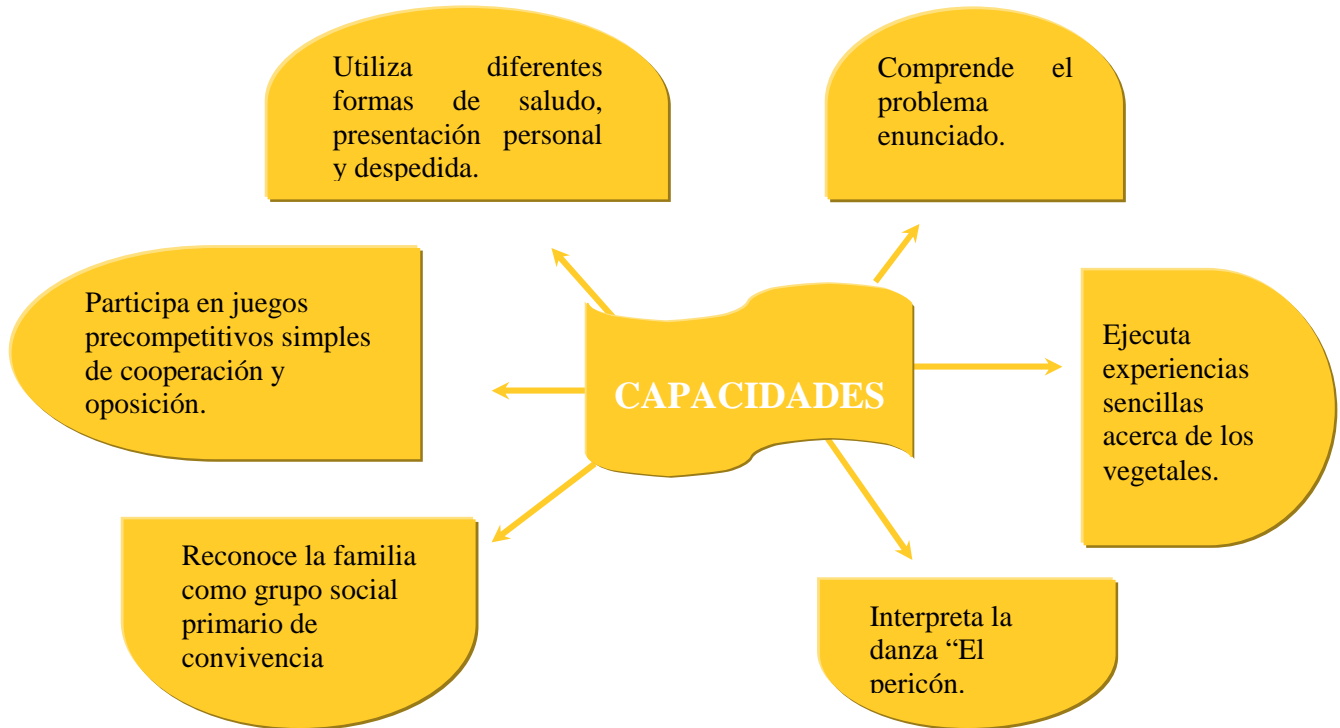 Utiliza diferentes
formas de saludo,
presentación personal
y despedida.
Comprende el
problema
enunciado.
Participa en juegos
precompetitivos simples
de cooperación y
oposición.
CAPACIDADES
Ejecuta
experiencias
sencillas
acerca de los
vegetales.
Reconoce la familia
como grupo social
primario de
convivencia
Interpreta la
danza “El
pericón.